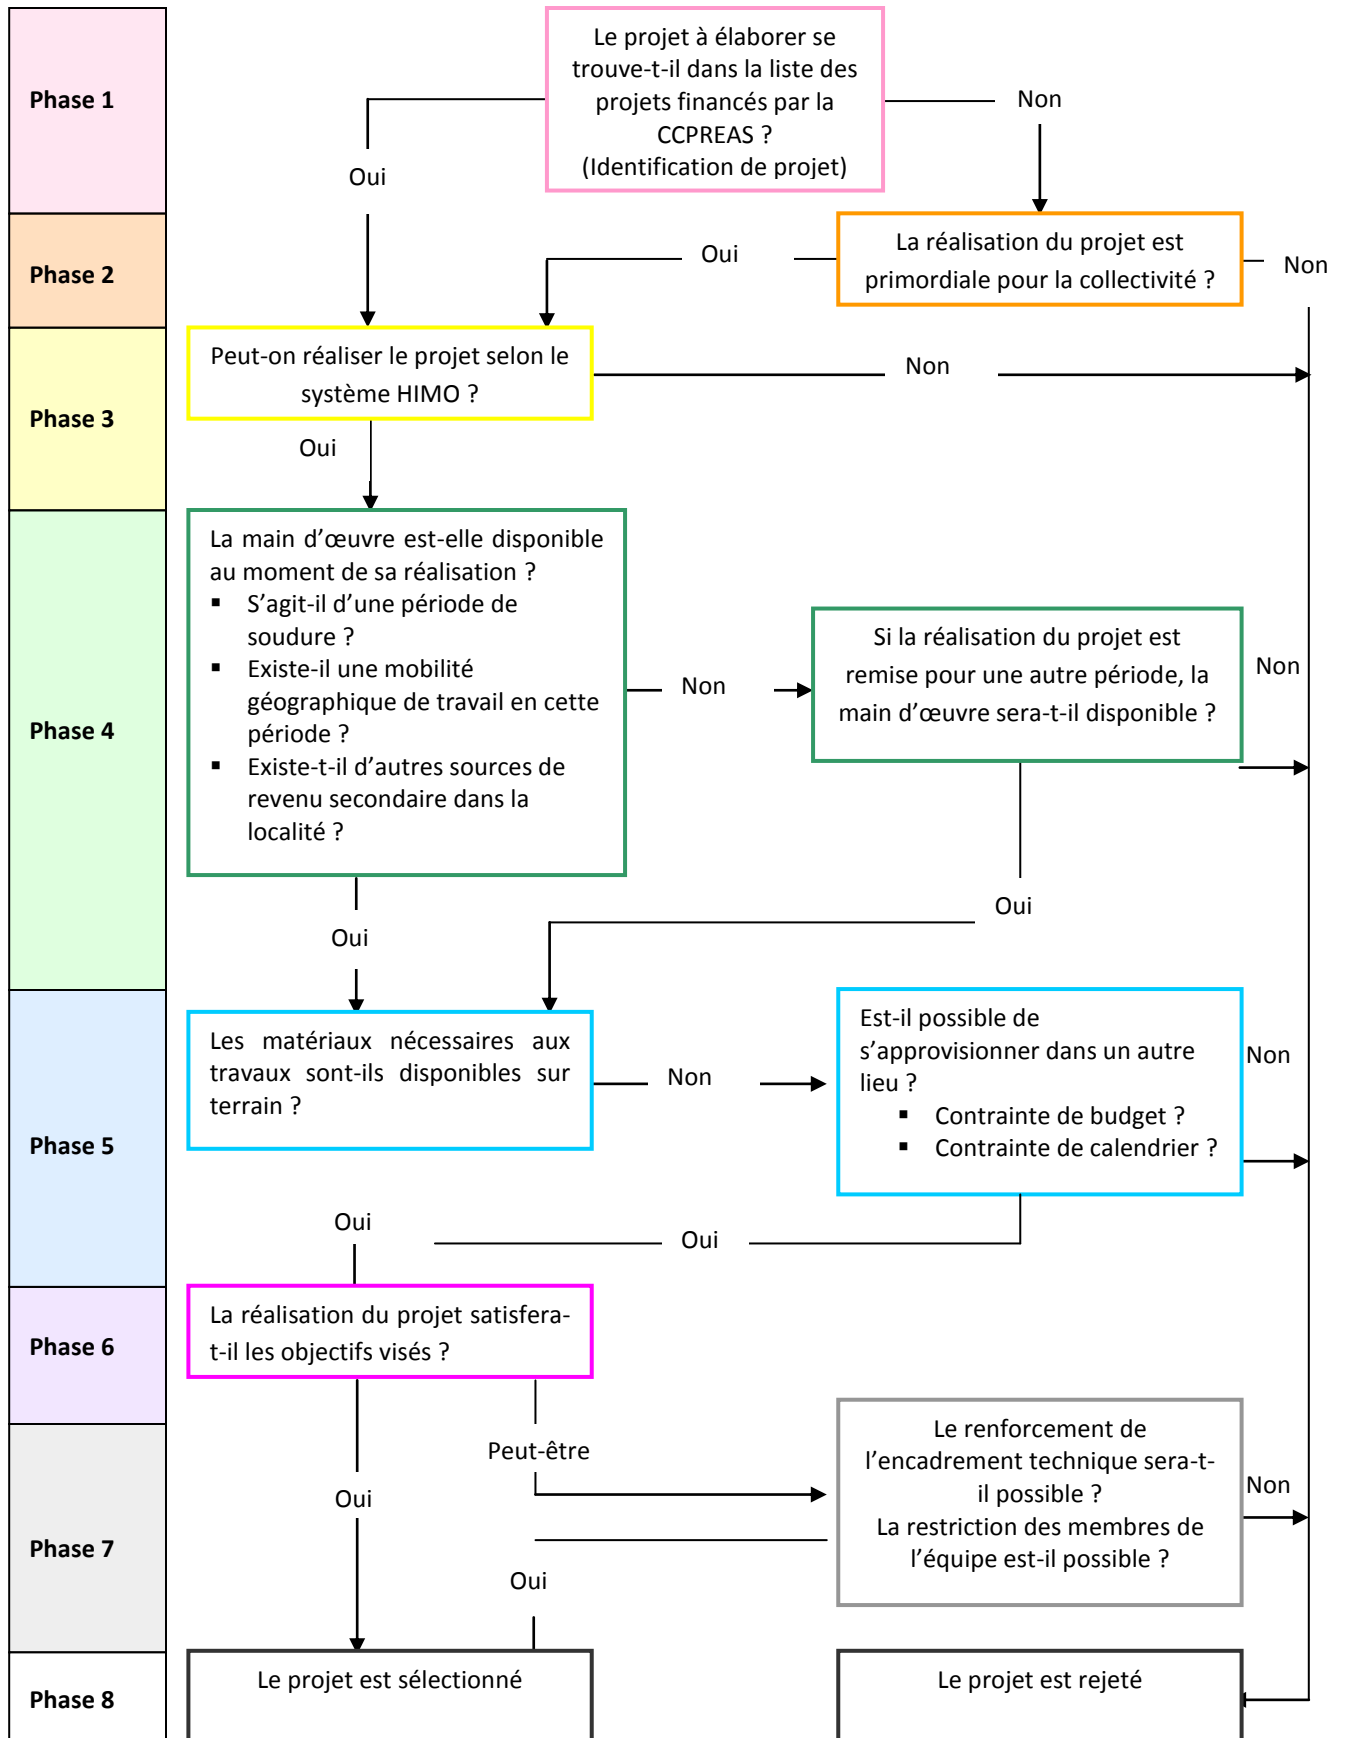 Phase 1
Le projet à élaborer se
trouve-t-il dans la liste des
projets financés par la
CCPREAS ?
(Identification de projet)
Non
Oui
Phase 2
La réalisation du projet est
primordiale pour la collectivité ?
Oui
Non
Phase 3
Peut-on réaliser le projet selon le
système HIMO ?
Non
Oui
Phase 4
La main d’œuvre est-elle disponible
au moment de sa réalisation ?
▪ S’agit-il d’une période de
soudure ?
▪ Existe-il une mobilité
géographique de travail en cette
période ?
▪ Existe-t-il d’autres sources de
revenu secondaire dans la
localité ?
Non
Si la réalisation du projet est
remise pour une autre période, la
main d’œuvre sera-t-il disponible ?
Non
Oui
Oui
Phase 5
Les matériaux nécessaires aux
travaux sont-ils disponibles sur
terrain ?
Non
Est-il possible de
s’approvisionner dans un autre
lieu ?
▪ Contrainte de budget ?
▪ Contrainte de calendrier ?
Non
Oui
Oui
Phase 6
La réalisation du projet satisfera-
t-il les objectifs visés ?
Peut-être
Oui
Phase 7
Le renforcement de
l’encadrement technique sera-t-
il possible ?
La restriction des membres de
l’équipe est-il possible ?
Non
Oui
Phase 8
Le projet est sélectionné
Le projet est rejeté